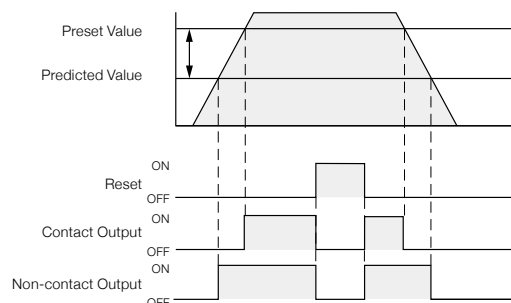 Preset Value
Predicted Value
ON
Reset
OFF
ON
Contact Output
OFF
ON
Non-contact Output
OFF